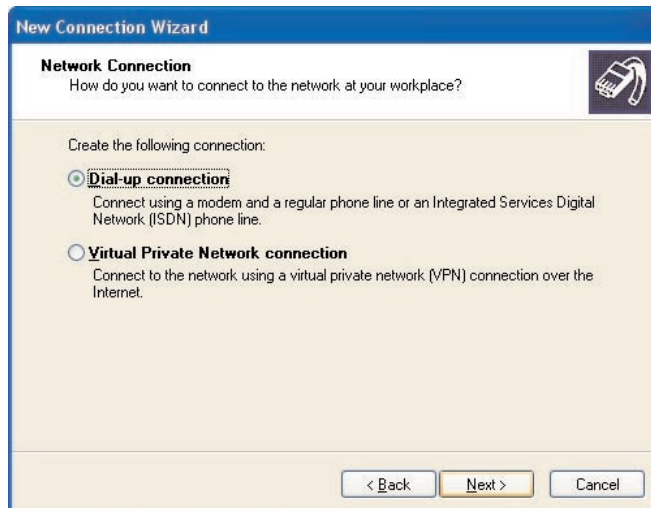 New Connection Wizard
Network Connection
How do you want to connect to the network at your workplace?
Create the following connection:
Dial-up connection
Connect using a modem and a regular phone line or an Integrated Services Digital
Network (ISDN) phone line.
Virtual Private Network connection
Connect to the network using a virtual private network (VPN) connection over the
Internet.
< Back Next > Cancel